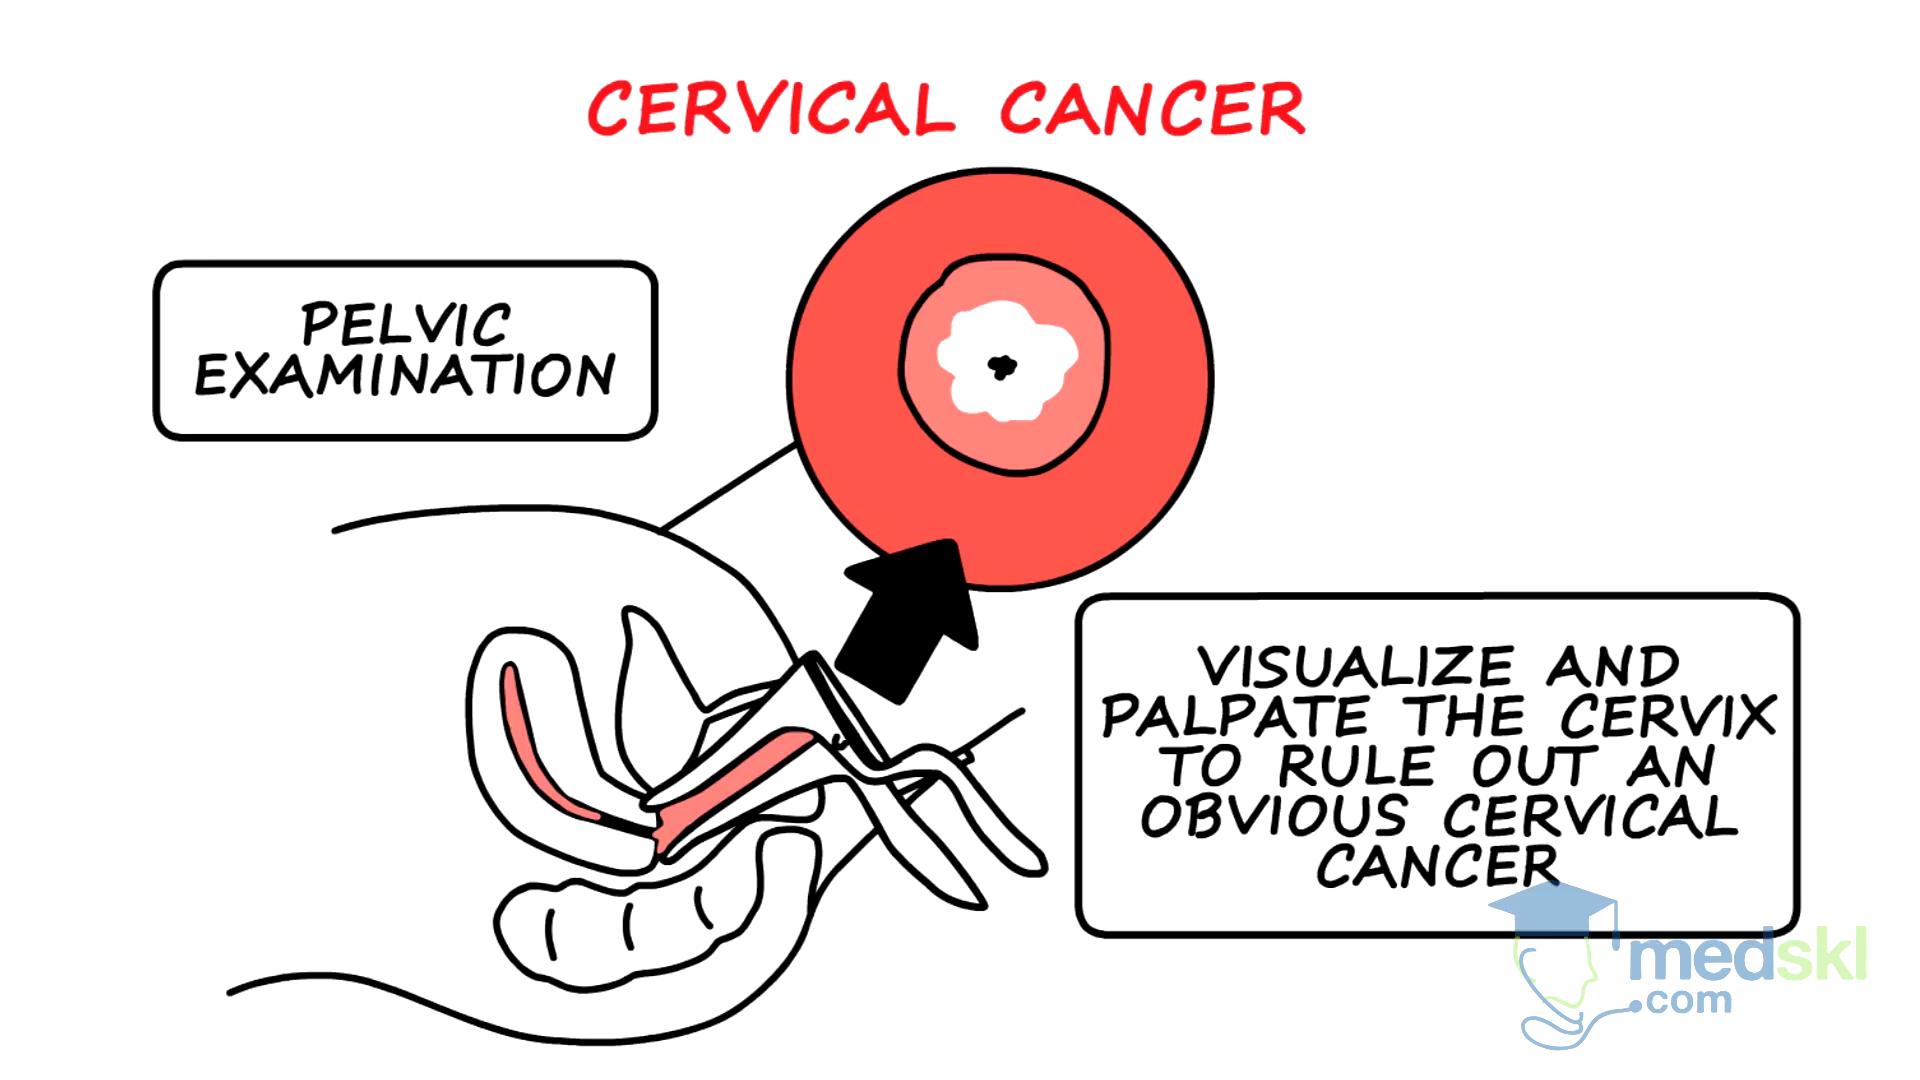 CERVICAL CANCER
PELVIC
EXAMINATION
VISUALIZE AND
PALPATE THE CERVIX
TO RULE OUT AN
OBVIOUS CERVICAL
CANCER
medskl
.com